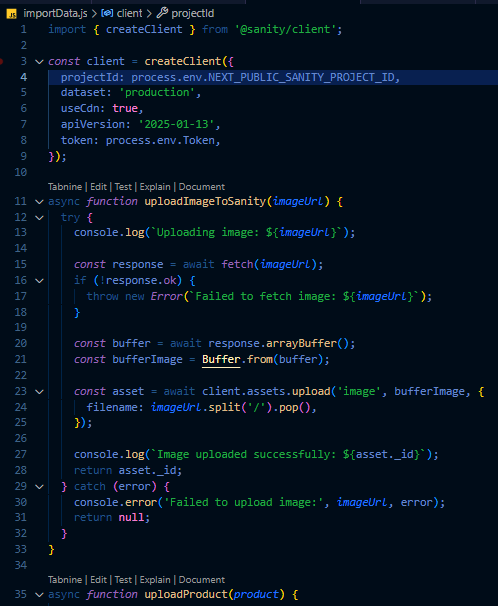 importData.js > client > projectId
1 import { createClient } from '@sanity/client';
2
3 const client = createClient({
4 projectId: process.env.NEXT_PUBLIC_SANITY_PROJECT_ID,
5 dataset: 'production',
6 useCdn: true,
7 apiVersion: '2025-01-13',
8 token: process.env.Token,
9 });
10
Tabnine | Edit | Test | Explain | Document
11 async function uploadImageToSanity(imageUrl) {
12 try {
13 console.log(`Uploading image: ${imageUrl}`);
14
15 const response = await fetch(imageUrl);
16 if (!response.ok) {
17 throw new Error(`Failed to fetch image: ${imageUrl}`);
18 }
19
20 const buffer = await response.arrayBuffer();
21 const bufferImage = Buffer.from(buffer);
22
23 const asset = await client.assets.upload('image', bufferImage, {
24 filename: imageUrl.split('/').pop(),
25 });
26
27 console.log(`Image uploaded successfully: ${asset._id}`);
28 return asset._id;
29 } catch (error) {
30 console.error('Failed to upload image:', imageUrl, error);
31 return null;
32 }
33 }
34
Tabnine | Edit | Test | Explain | Document
35 async function uploadProduct(product) {